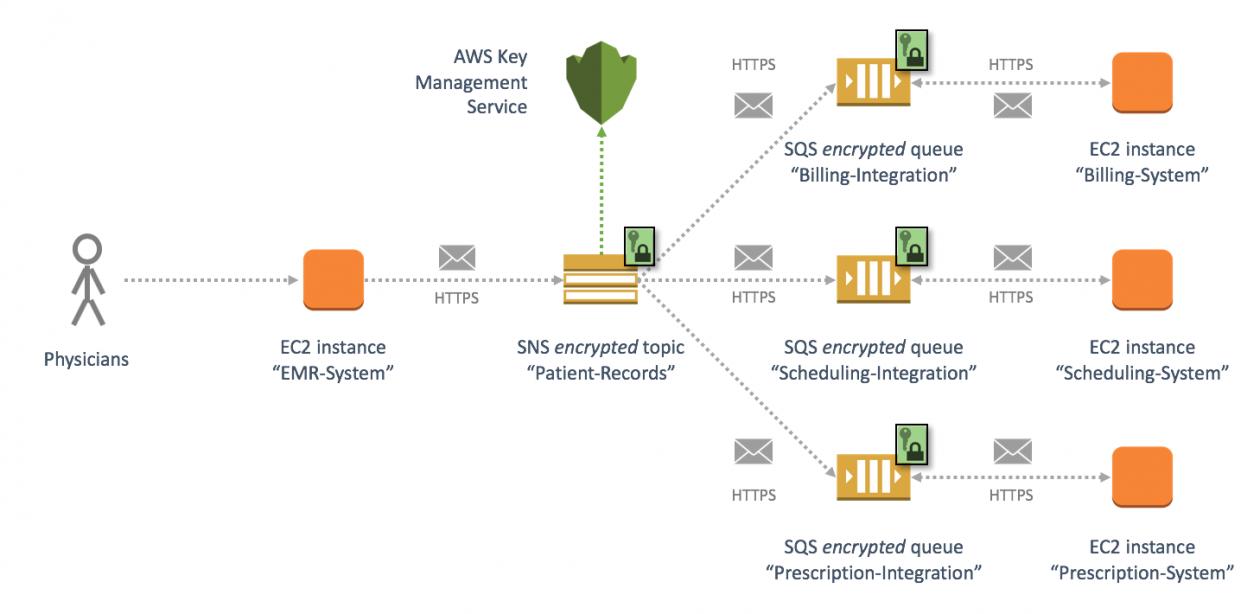 AWS Key
Management
Service
HTTPS
HTTPS
SQS encrypted queue
“Billing-Integration”
EC2 instance
“Billing-System”
HTTPS
HTTPS
HTTPS
Physicians
EC2 instance
“EMR-System”
SNS encrypted topic
“Patient-Records”
SQS encrypted queue
“Scheduling-Integration”
EC2 instance
“Scheduling-System”
HTTPS
HTTPS
SQS encrypted queue
“Prescription-Integration”
EC2 instance
“Prescription-System”